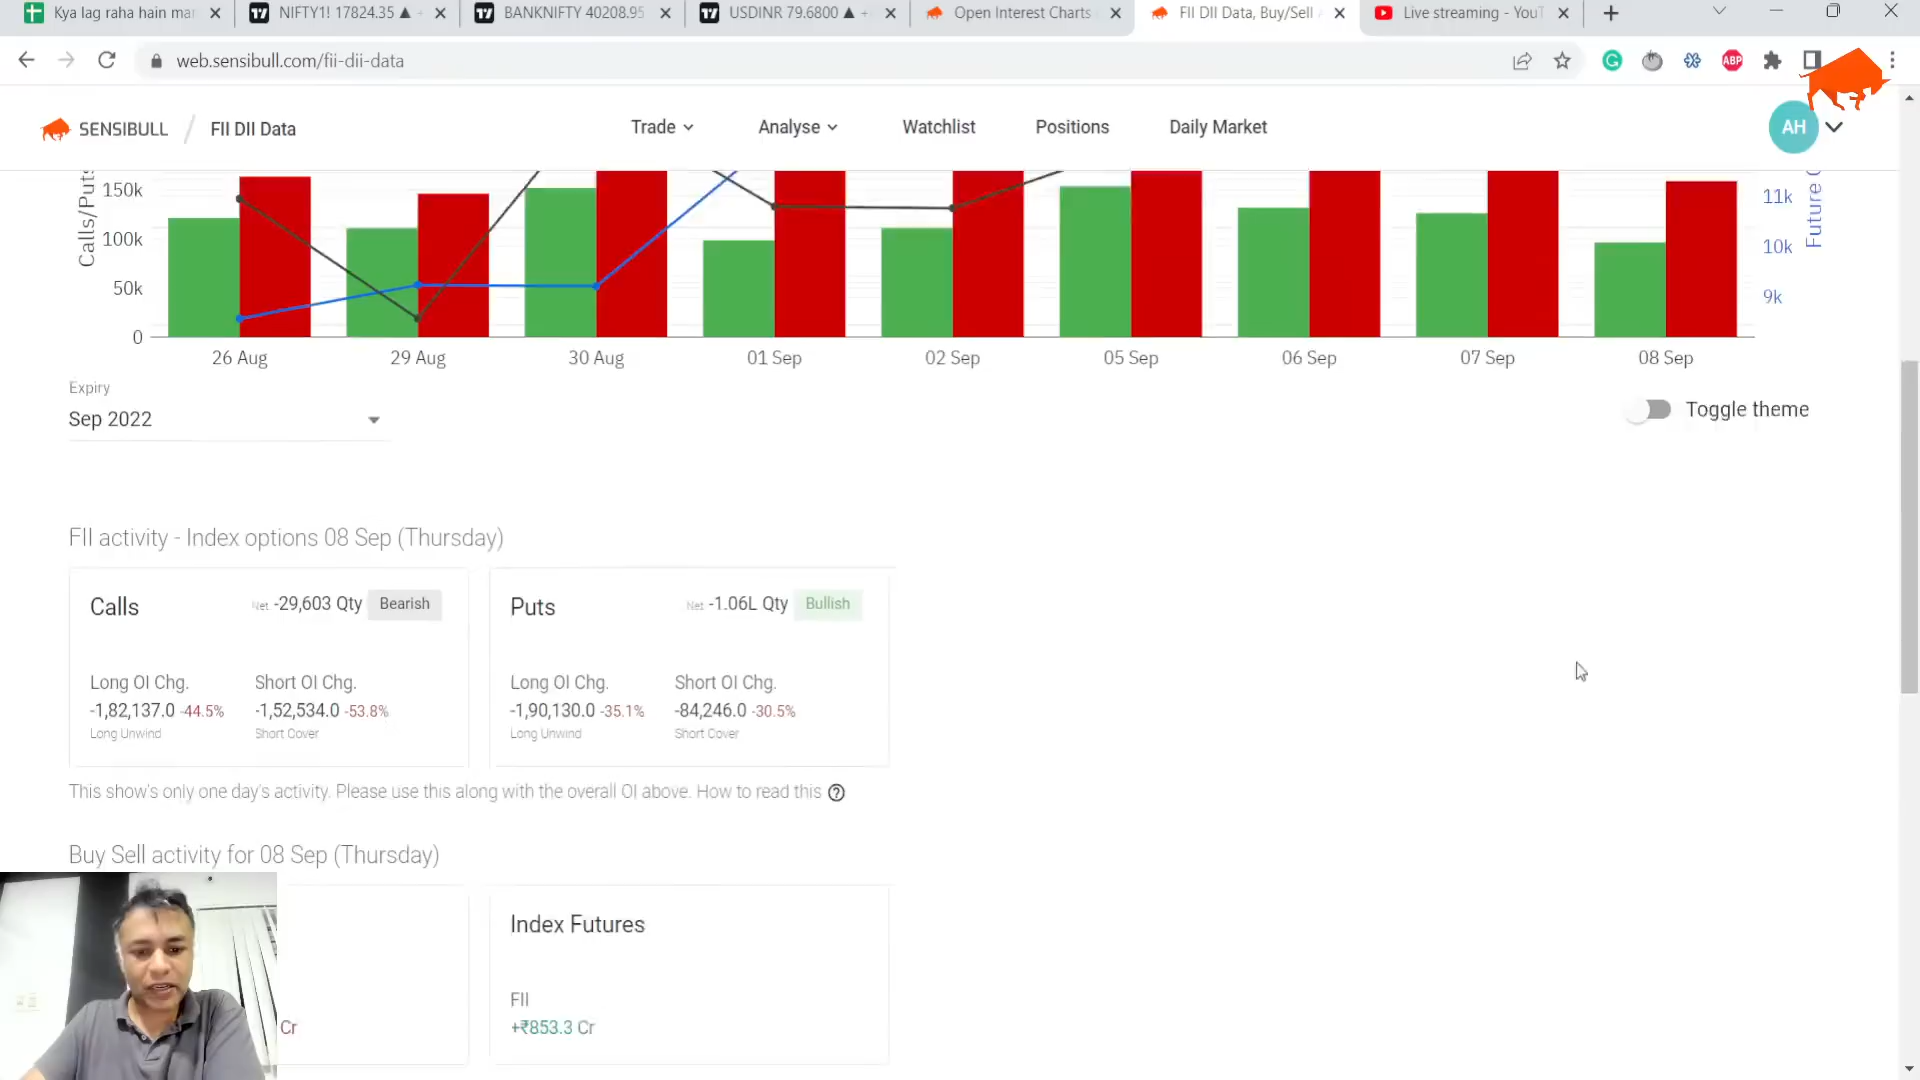 Kya lag raha hain mar
NIFTY1! 17824.35 ▲ +
BANKNIFTY 40208.95
USDINR 79.6800 ▲ +
Open Interest Charts
FII DII Data, Buy/Sell
Live streaming - YouT
web.sensibull.com/fii-dii-data
ABP
SENSIBULL / FII DII Data
Trade
Analyse
Watchlist
Positions
Daily Market
AH
Calls/Puts
150k
100k
50k
0
11k
10k
9k
Future
26 Aug 29 Aug 30 Aug 01 Sep 02 Sep 05 Sep 06 Sep 07 Sep 08 Sep
Expiry
Sep 2022
Toggle theme
FII activity - Index options 08 Sep (Thursday)
Calls Net -29,603 Qty Bearish
Long OI Chg. Short OI Chg.
-1,82,137.0 -44.5% -1,52,534.0 -53.8%
Long Unwind Short Cover
Puts Net -1.06L Qty Bullish
Long OI Chg. Short OI Chg.
-1,90,130.0 -35.1% -84,246.0 -30.5%
Long Unwind Short Cover
This show's only one day's activity. Please use this along with the overall OI above. How to read this ?
Buy Sell activity for 08 Sep (Thursday)
Cr
Index Futures
FII
+₹853.3 Cr